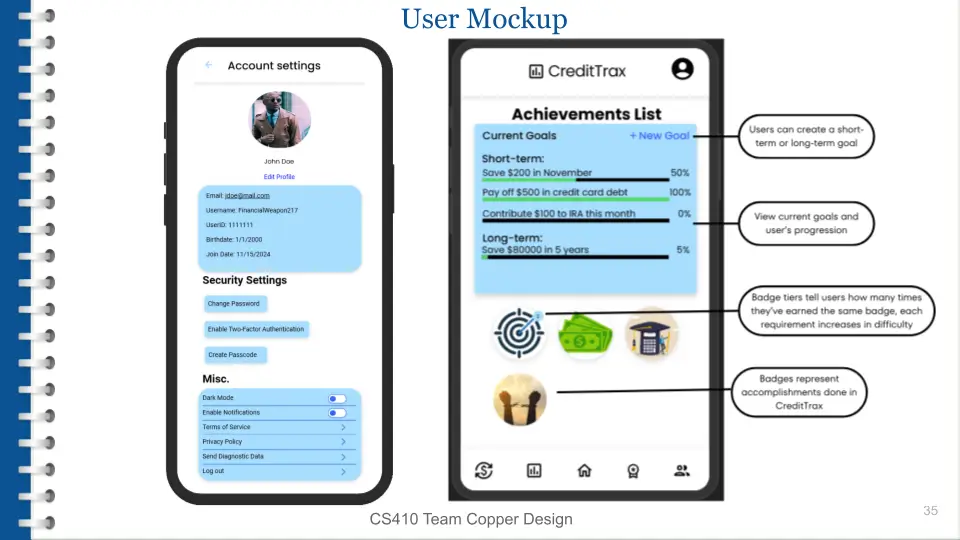 User Mockup
Account settings
John Doe
Edit Profile
Email: jdoe@mail.com
Username: FinancialWeapon217
UserID: 1111111
Birthdate: 1/1/2000
Join Date: 11/15/2024
Security Settings
Change Password
Enable Two-Factor Authentication
Create Passcode
Misc.
Dark Mode
Enable Notifications
Terms of Service
Privacy Policy
Send Diagnostic Data
Log out
CreditTrax
Achievements List
Current Goals + New Goal
Short-term:
Save $200 in November 50%
Pay off $500 in credit card debt 100%
Contribute $100 to IRA this month 0%
Long-term:
Save $80000 in 5 years 5%
Users can create a short-
term or long-term goal
View current goals and
user's progression
Badge tiers tell users how many times
they've earned the same badge, each
requirement increases in difficulty
Badges represent
accomplishments done in
CreditTrax
CS410 Team Copper Design
35